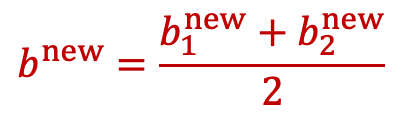 b^new = (b_1^new + b_2^new) / 2